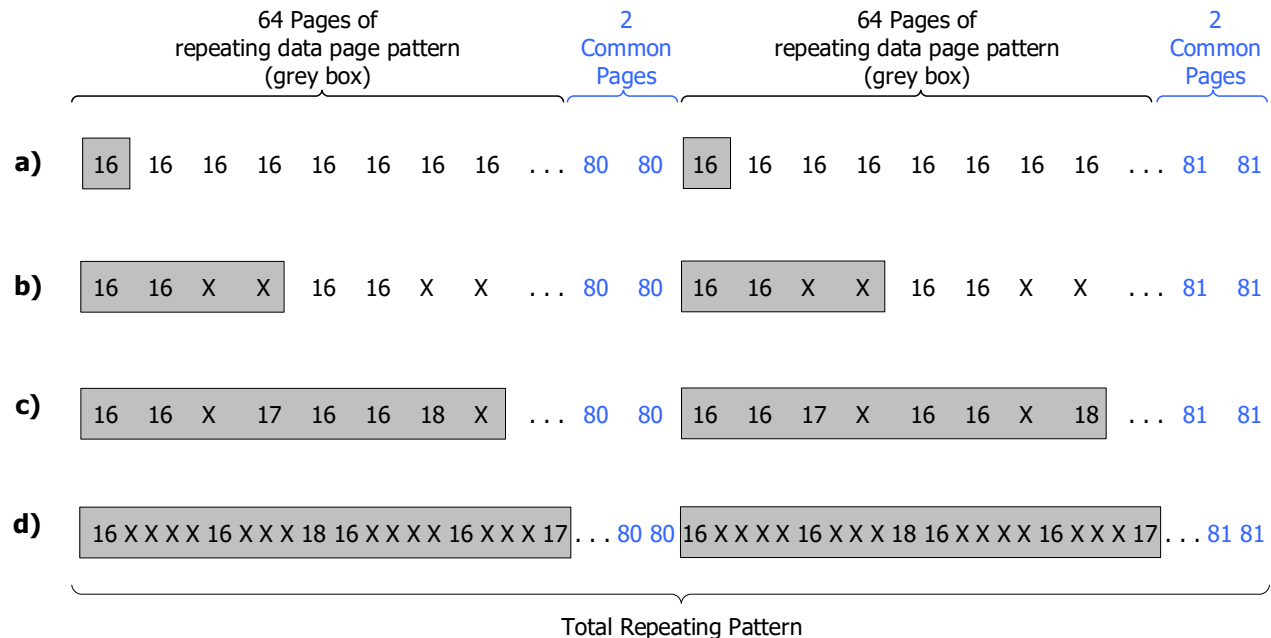 64 Pages of
repeating data page pattern
(grey box)
2
Common
Pages
64 Pages of
repeating data page pattern
(grey box)
2
Common
Pages
a) 16 16 16 16 16 16 16 16 . . . 80 80 16 16 16 16 16 16 16 16 . . . 81 81
b) 16 16 X X 16 16 X X . . . 80 80 16 16 X X 16 16 X X . . . 81 81
c) 16 16 X 17 16 16 18 X . . . 80 80 16 16 17 X 16 16 X 18 . . . 81 81
d) 16 X X X X 16 X X X 18 16 X X X X 16 X X X 17 . . . 80 80 16 X X X X 16 X X X 18 16 X X X X 16 X X X 17 . . . 81 81
Total Repeating Pattern